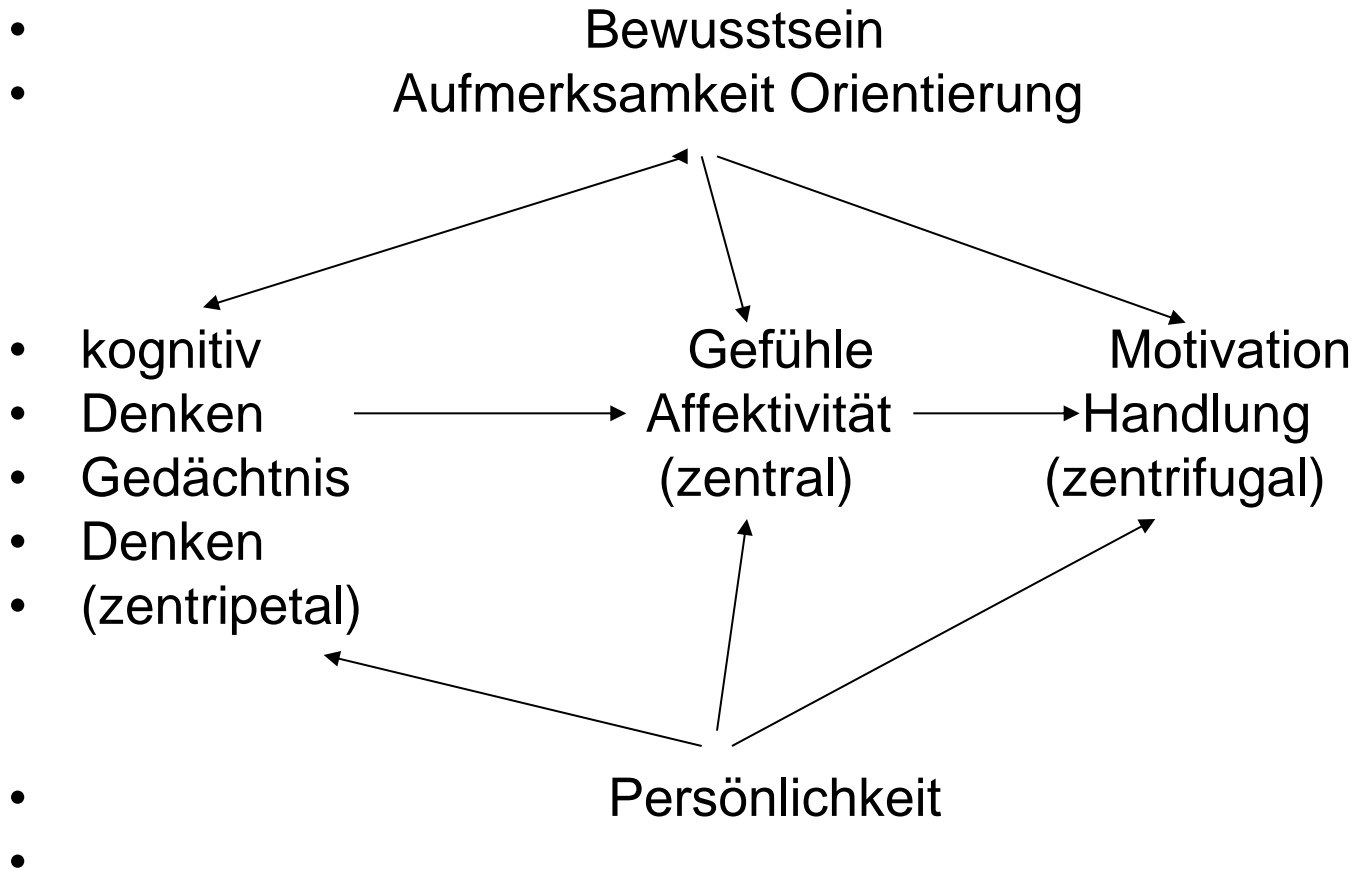 • Bewusstsein
• Aufmerksamkeit Orientierung
• kognitiv Gefühle Motivation
• Denken Affektivität Handlung
• Gedächtnis (zentral) (zentrifugal)
• Denken
• (zentripetal)
• Persönlichkeit
•